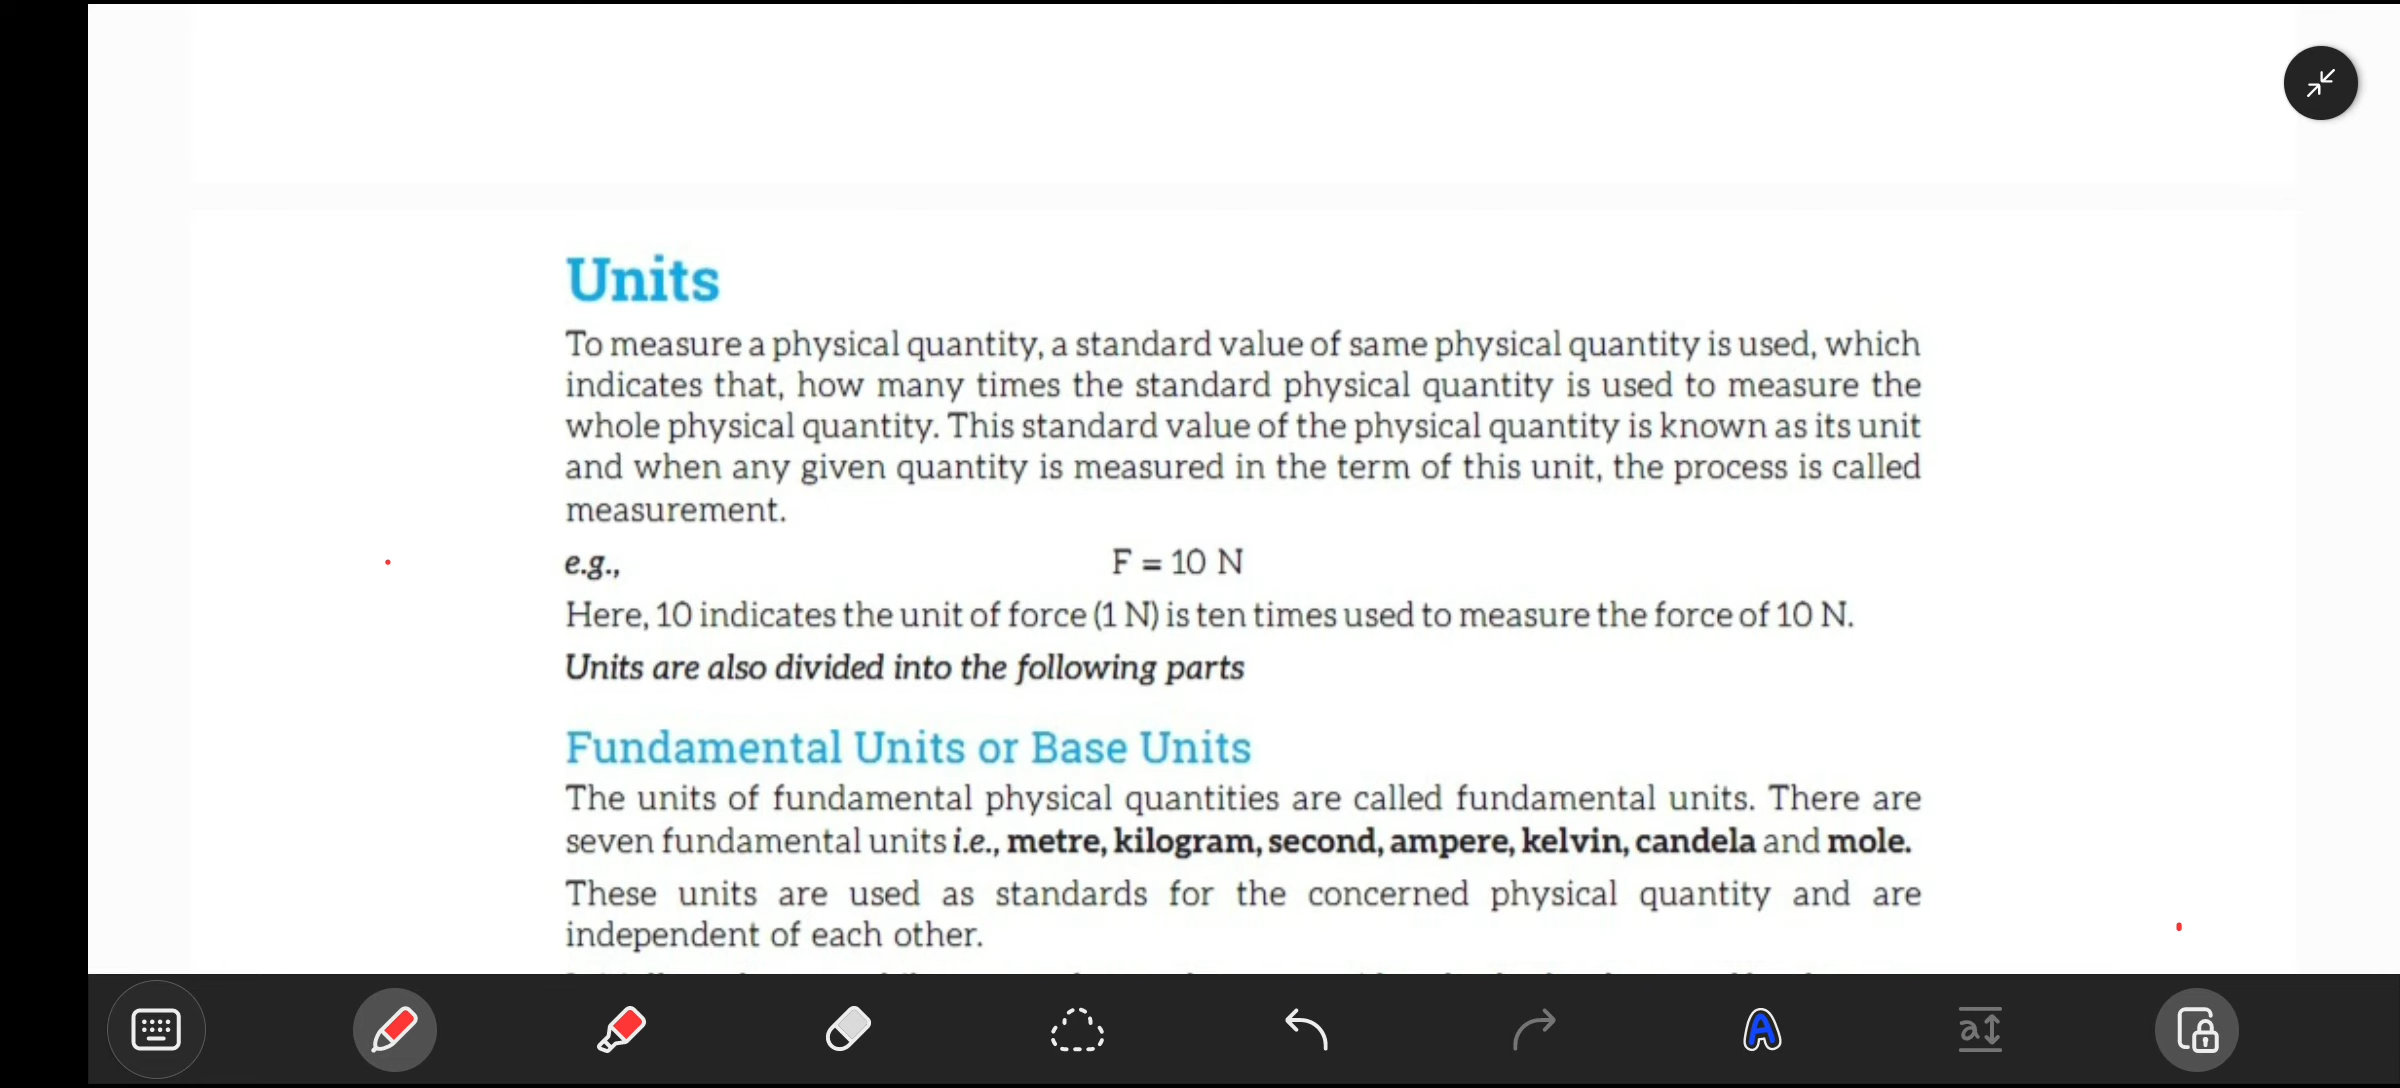 Units
To measure a physical quantity, a standard value of same physical quantity is used, which
indicates that, how many times the standard physical quantity is used to measure the
whole physical quantity. This standard value of the physical quantity is known as its unit
and when any given quantity is measured in the term of this unit, the process is called
measurement.
e.g., F = 10 N
Here, 10 indicates the unit of force (1 N) is ten times used to measure the force of 10 N.
Units are also divided into the following parts
Fundamental Units or Base Units
The units of fundamental physical quantities are called fundamental units. There are
seven fundamental units i.e., metre, kilogram, second, ampere, kelvin, candela and mole.
These units are used as standards for the concerned physical quantity and are
independent of each other.
A a